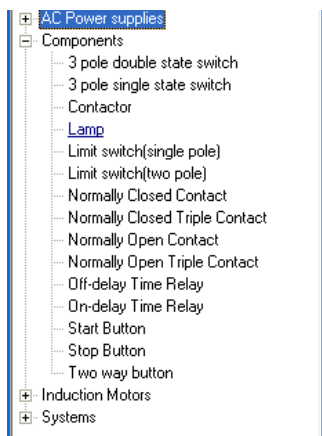 AC Power supplies
Components
3 pole double state switch
3 pole single state switch
Contactor
Lamp
Limit switch(single pole)
Limit switch(two pole)
Normally Closed Contact
Normally Closed Triple Contact
Normally Open Contact
Normally Open Triple Contact
Off-delay Time Relay
On-delay Time Relay
Start Button
Stop Button
Two way button
Induction Motors
Systems